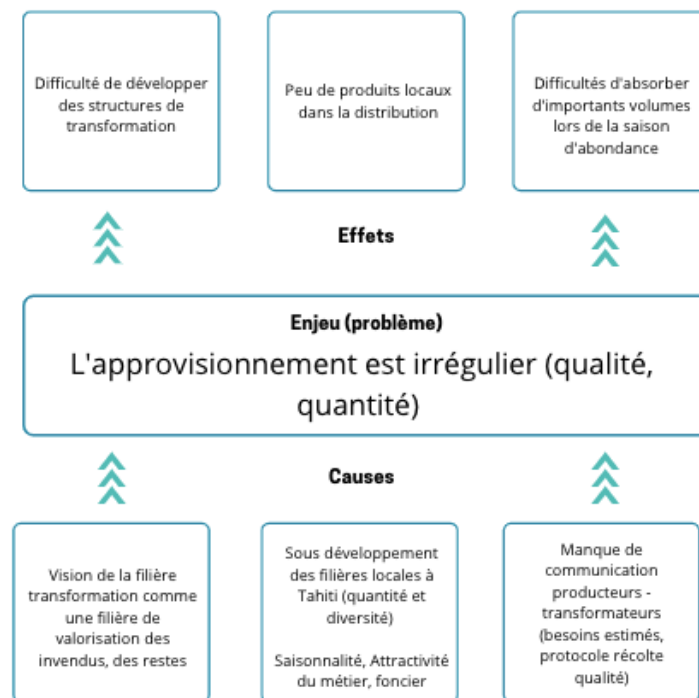 Difficulté de développer
des structures de
transformation
Peu de produits locaux
dans la distribution
Difficultés d'absorber
d'importants volumes
lors de la saison
d'abondance
Effets
Enjeu (problème)
L'approvisionnement est irrégulier (qualité,
quantité)
Causes
Vision de la filière
transformation comme
une filière de
valorisation des
invendus, des restes
Sous développement
des filières locales à
Tahiti (quantité et
diversité)
Saisonnalité, Attractivité
du métier, foncier
Manque de
communication
producteurs -
transformateurs
(besoins estimés,
protocole récolte
qualité)